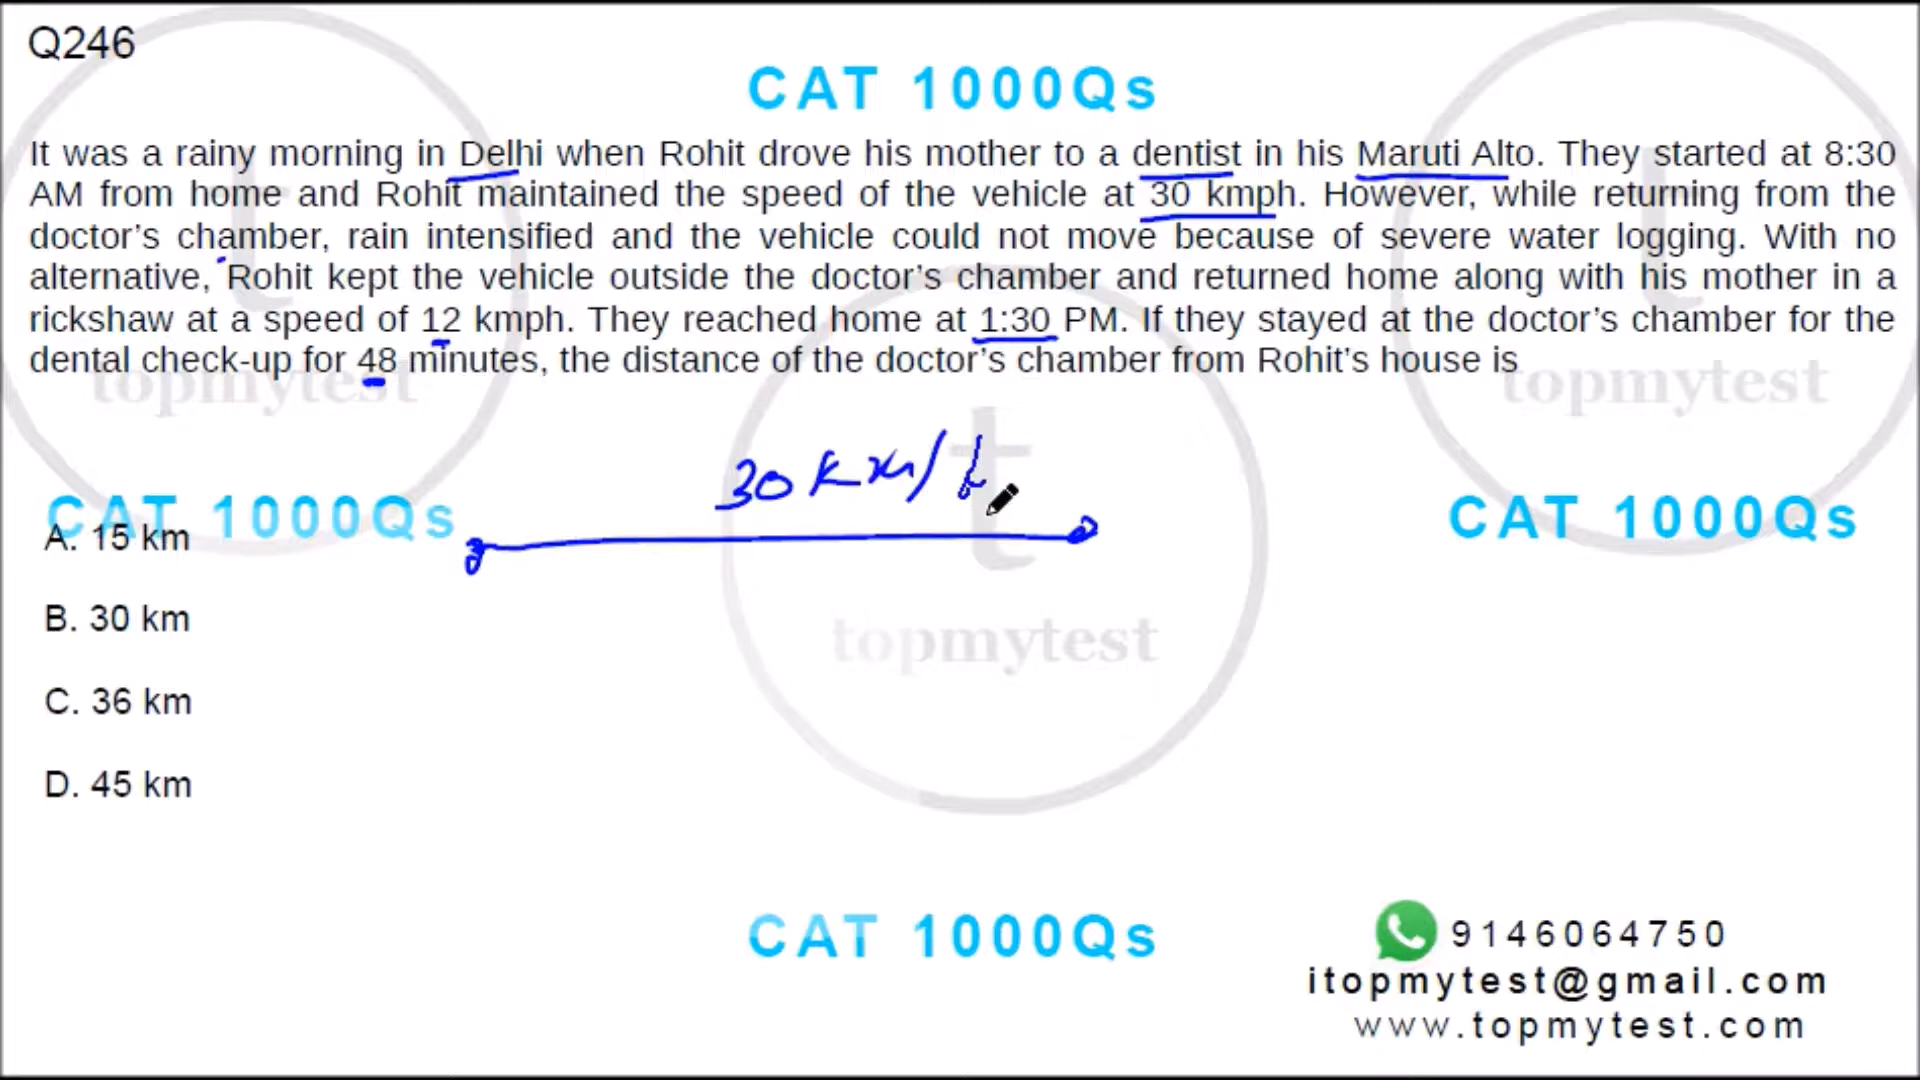 Q246
CAT 1000Qs
It was a rainy morning in Delhi when Rohit drove his mother to a dentist in his Maruti Alto. They started at 8:30
AM from home and Rohit maintained the speed of the vehicle at 30 kmph. However, while returning from the
doctor’s chamber, rain intensified and the vehicle could not move because of severe water logging. With no
alternative, Rohit kept the vehicle outside the doctor’s chamber and returned home along with his mother in a
rickshaw at a speed of 12 kmph. They reached home at 1:30 PM. If they stayed at the doctor’s chamber for the
dental check-up for 48 minutes, the distance of the doctor’s chamber from Rohit’s house is
topmytest
topmytest
30 km/
CAT 1000Qs
CAT 1000Qs
A. 15 km
B. 30 km
topmytest
C. 36 km
D. 45 km
CAT 1000Qs
9146064750
itopmytest@gmail.com
www.topmytest.com